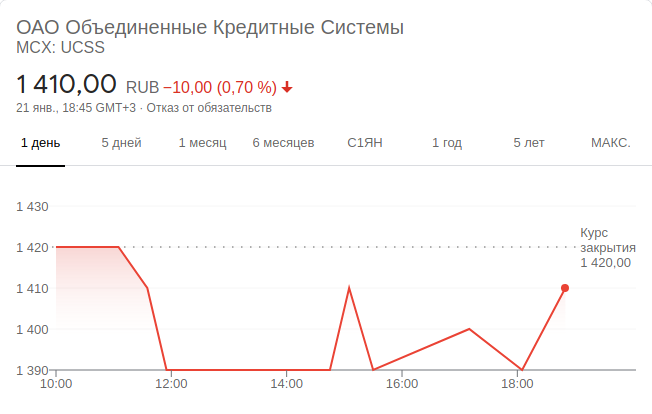 ОАО Объединенные Кредитные Системы
MCX: UCSS
1 410,00 RUB −10,00 (0,70 %)
21 янв., 18:45 GMT+3 · Отказ от обязательств
1 день 5 дней 1 месяц 6 месяцев С1ЯН 1 год 5 лет МАКС.
1 430
1 420
Курс
закрытия
1 420,00
1 410
1 400
1 390
10:00 12:00 14:00 16:00 18:00